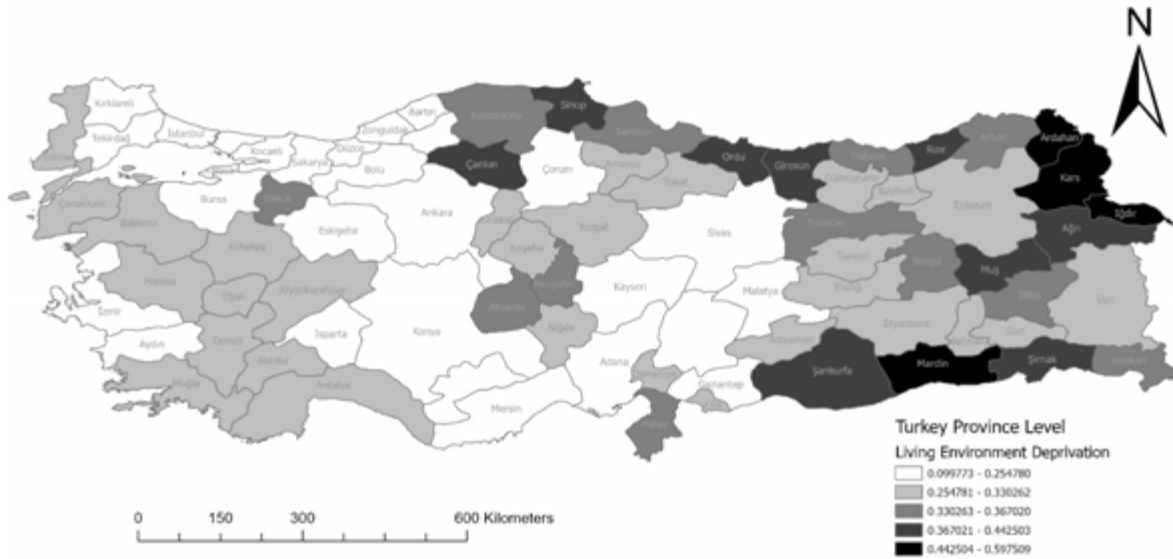 N
Kırklareli
Tekirdağ
İstanbul
Edirne
Kocaeli
Sakarya
Düzce
Zonguldak
Bartın
Bolu
Kastamonu
Sinop
Samsun
Çankırı
Çorum
Amasya
Tokat
Ordu
Giresun
Gümüşhane
Trabzon
Bayburt
Rize
Artvin
Ardahan
Kars
Iğdır
Erzurum
Ağrı
Çanakkale
Balıkesir
Bursa
Bilecik
Kütahya
Eskişehir
Ankara
Kırşehir
Yozgat
Sivas
Erzincan
Tunceli
Bingöl
Muş
Bitlis
Van
Manisa
Uşak
Afyonkarahisar
İzmir
Aydın
Denizli
Isparta
Burdur
Konya
Aksaray
Nevşehir
Niğde
Kayseri
Malatya
Elazığ
Diyarbakır
Batman
Siirt
Muğla
Antalya
Mersin
Adana
Osmaniye
Hatay
Gaziantep
Adıyaman
Şanlıurfa
Mardin
Şırnak
Hakkari
Turkey Province Level
Living Environment Deprivation
0.099773 - 0.254780
0.254781 - 0.330262
0.330263 - 0.367020
0.367021 - 0.442503
0.442504 - 0.597509
0 150 300 600 Kilometers